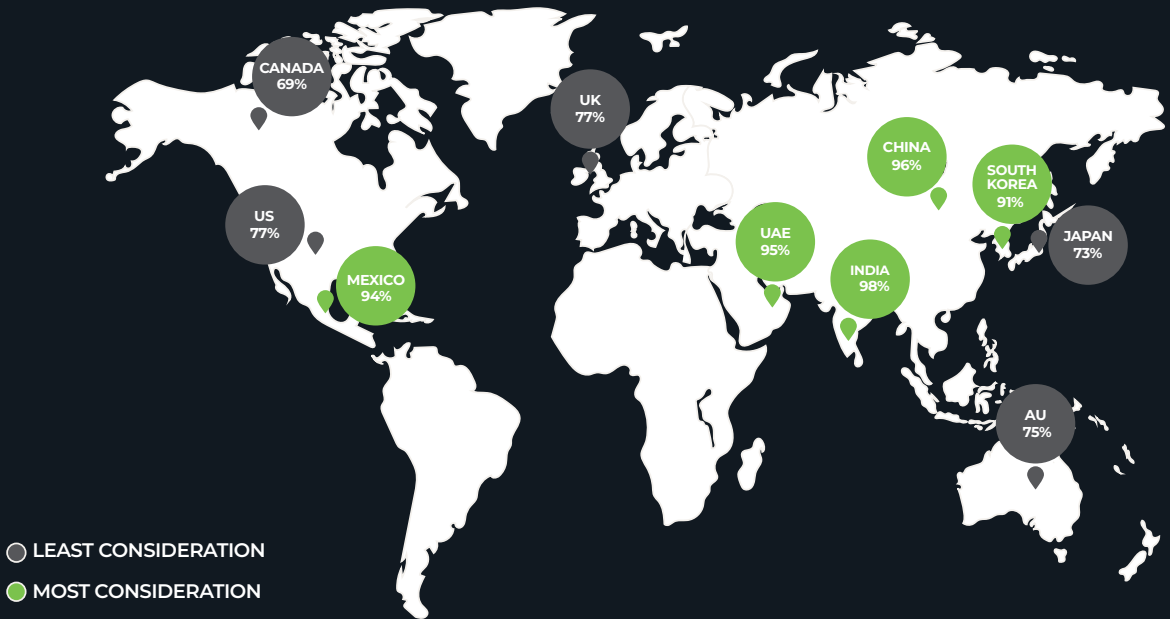 CANADA
69%
UK
77%
CHINA
96%
SOUTH
KOREA
91%
US
77%
UAE
95%
JAPAN
73%
MEXICO
94%
INDIA
98%
AU
75%
LEAST CONSIDERATION
MOST CONSIDERATION